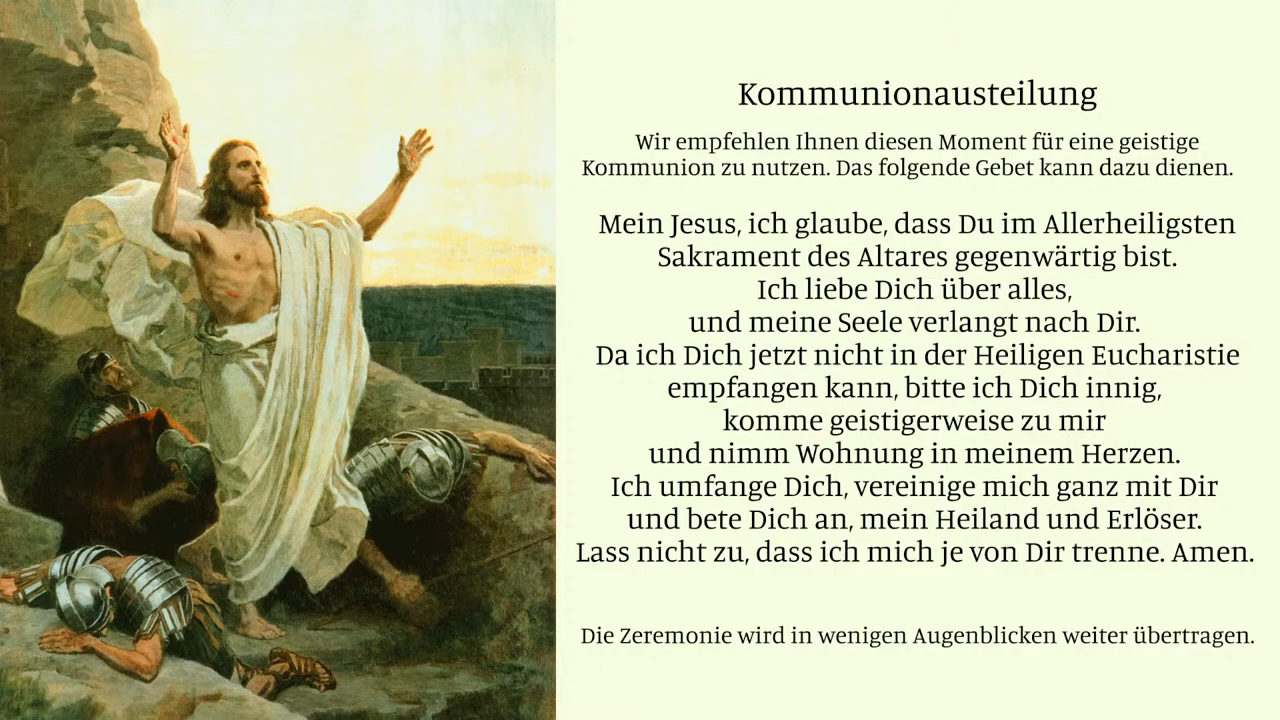 Kommunionausteilung
Wir empfehlen Ihnen diesen Moment für eine geistige
Kommunion zu nutzen. Das folgende Gebet kann dazu dienen.
Mein Jesus, ich glaube, dass Du im Allerheiligsten
Sakrament des Altares gegenwärtig bist.
Ich liebe Dich über alles,
und meine Seele verlangt nach Dir.
Da ich Dich jetzt nicht in der Heiligen Eucharistie
empfangen kann, bitte ich Dich innig,
komme geistigerweise zu mir
und nimm Wohnung in meinem Herzen.
Ich umfange Dich, vereinige mich ganz mit Dir
und bete Dich an, mein Heiland und Erlöser.
Lass nicht zu, dass ich mich je von Dir trenne. Amen.
Die Zeremonie wird in wenigen Augenblicken weiter übertragen.